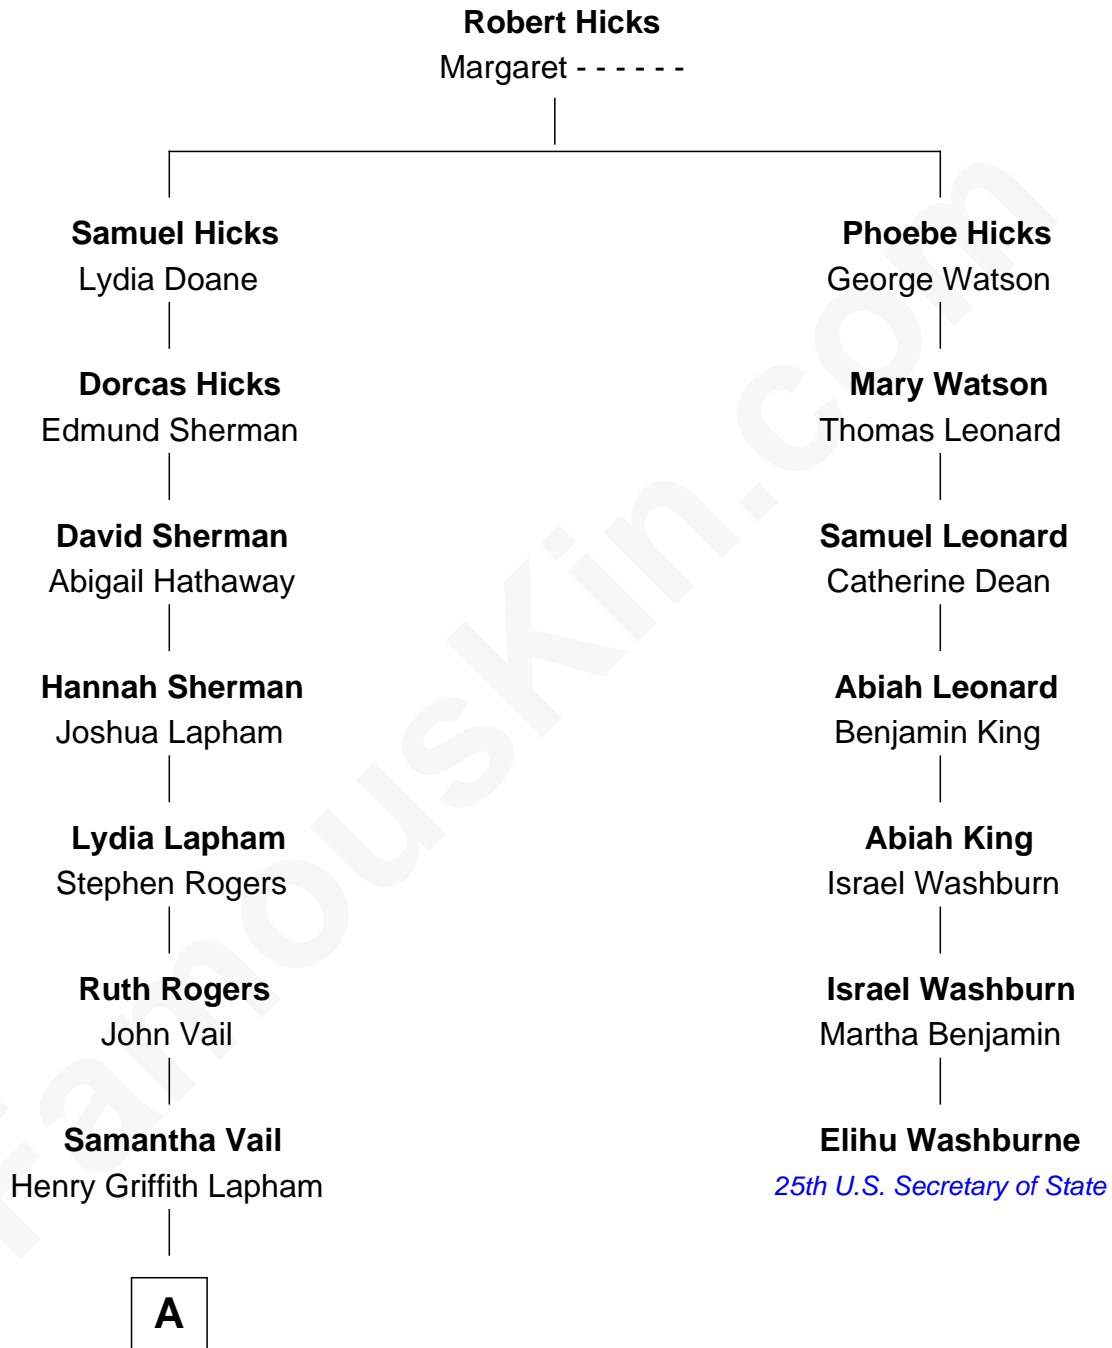 Robert Hicks
Margaret - - - - - -
Samuel Hicks
Lydia Doane
Phoebe Hicks
George Watson
Dorcas Hicks
Edmund Sherman
Mary Watson
Thomas Leonard
David Sherman
Abigail Hathaway
Samuel Leonard
Catherine Dean
Hannah Sherman
Joshua Lapham
Abiah Leonard
Benjamin King
Lydia Lapham
Stephen Rogers
Abiah King
Israel Washburn
Ruth Rogers
John Vail
Israel Washburn
Martha Benjamin
Samantha Vail
Henry Griffith Lapham
Elihu Washburne
25th U.S. Secretary of State
A
FamousKin.com